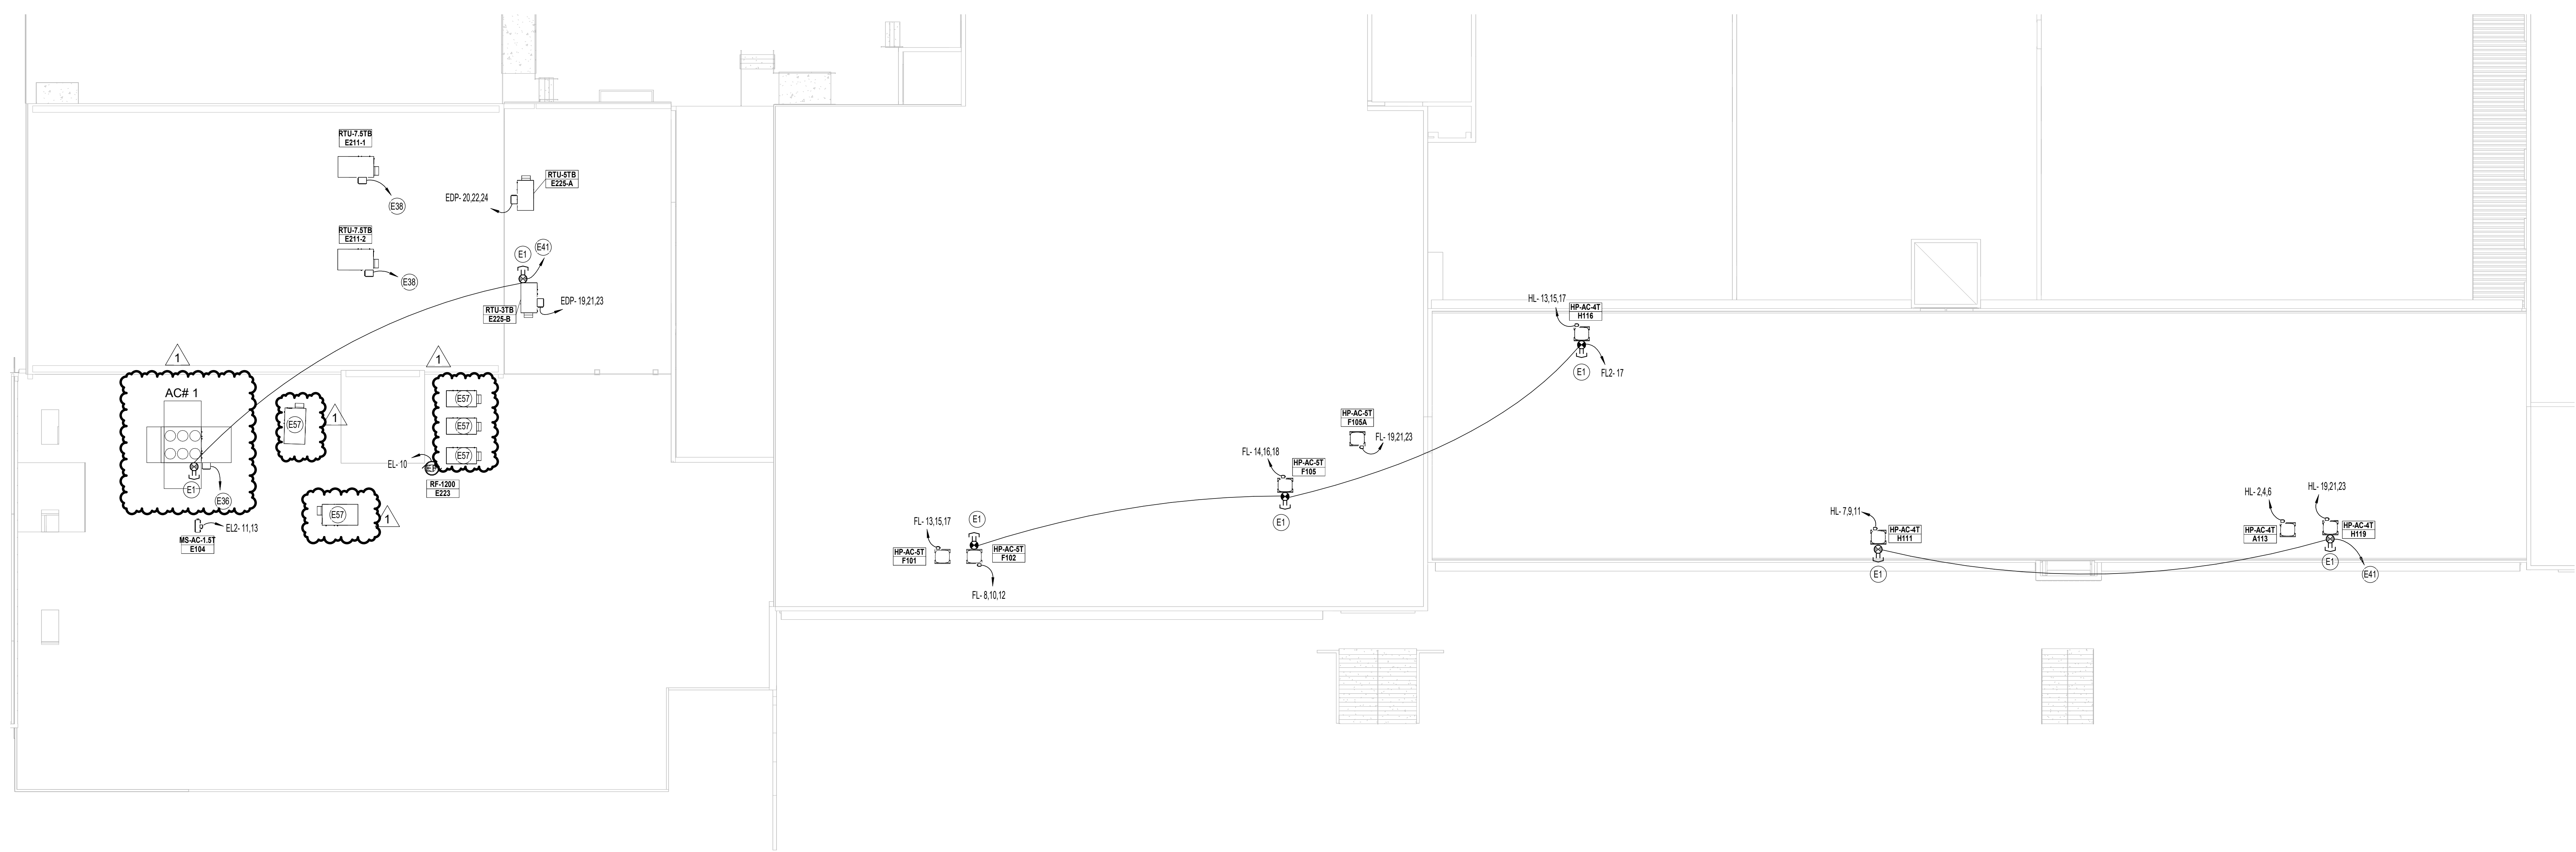 RTU-7.5TB
E211-1
E38
RTU-7.5TB
E211-2
E38
RTU-5TB
E225-A
EDP- 20,22,24
E1
E41
RTU-3TB
E225-B
EDP- 19,21,23
1
AC# 1
E1
E36
MS-AC-1.5T
E104
EL2- 11,13
E57
1
E57
1
1
E57
E57
E57
EL- 10
RF-1200
E223
FL- 13,15,17
HP-AC-5T
F101
E1
HP-AC-5T
F102
FL- 8,10,12
FL- 14,16,18
HP-AC-5T
F105
E1
HP-AC-5T
F105A
FL- 19,21,23
HL- 13,15,17
HP-AC-4T
H116
E1
FL2- 17
HL- 7,9,11
HP-AC-4T
H111
E1
HL- 2,4,6
HP-AC-4T
A113
HL- 19,21,23
HP-AC-4T
H119
E1
E41